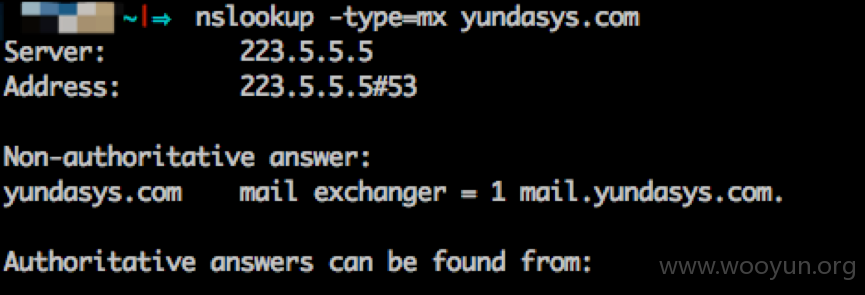 ~|⇒ nslookup -type=mx yundasys.com
Server: 223.5.5.5
Address: 223.5.5.5#53
Non-authoritative answer:
yundasys.com mail exchanger = 1 mail.yundasys.com.
Authoritative answers can be found from:
www.wooyun.org